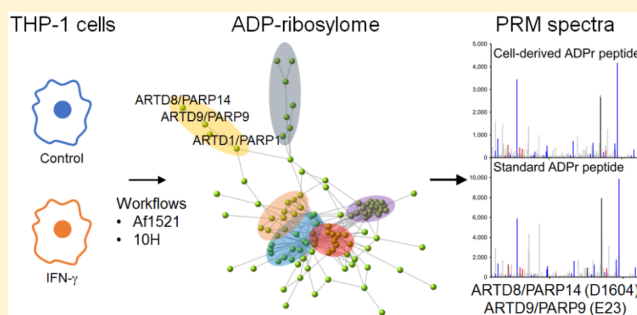 THP-1 cells
ADP-ribosylome
PRM spectra
Control
IFN-γ
Workflows
• Af1521
• 10H
ARTD8/PARP14
ARTD9/PARP9
ARTD1/PARP1
Cell-derived ADPr peptide
5,000
4,000
3,000
2,000
1,000
0
Standard ADPr peptide
10,000
8,000
6,000
4,000
2,000
0
ARTD8/PARP14 (D1604)
ARTD9/PARP9 (E23)